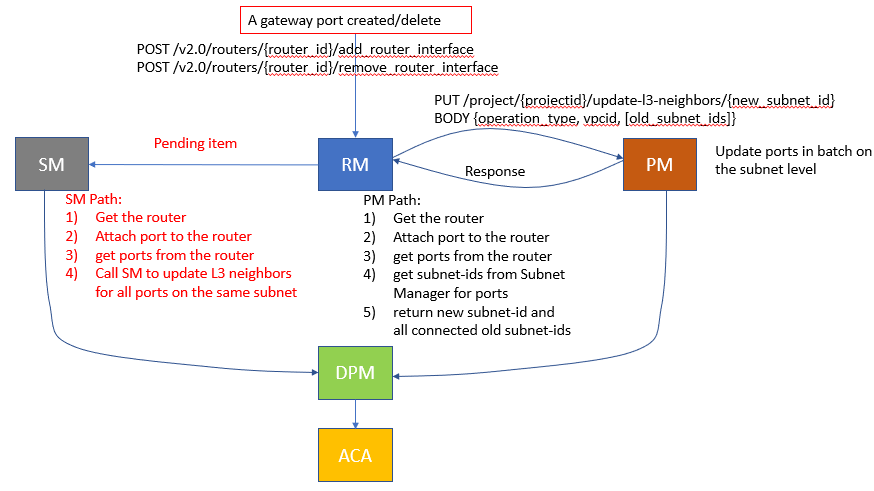 A gateway port created/delete
POST /v2.0/routers/{router_id}/add_router_interface
POST /v2.0/routers/{router_id}/remove_router_interface
PUT /project/{projectid}/update-l3-neighbors/{new_subnet_id}
BODY {operation_type, vpcid, [old_subnet_ids]}
Pending item
SM
RM
Response
PM
Update ports in batch on
the subnet level
SM Path:
1) Get the router
2) Attach port to the router
3) get ports from the router
4) Call SM to update L3 neighbors
for all ports on the same subnet
PM Path:
1) Get the router
2) Attach port to the router
3) get ports from the router
4) get subnet-ids from Subnet
Manager for ports
5) return new subnet-id and
all connected old subnet-ids
DPM
ACA